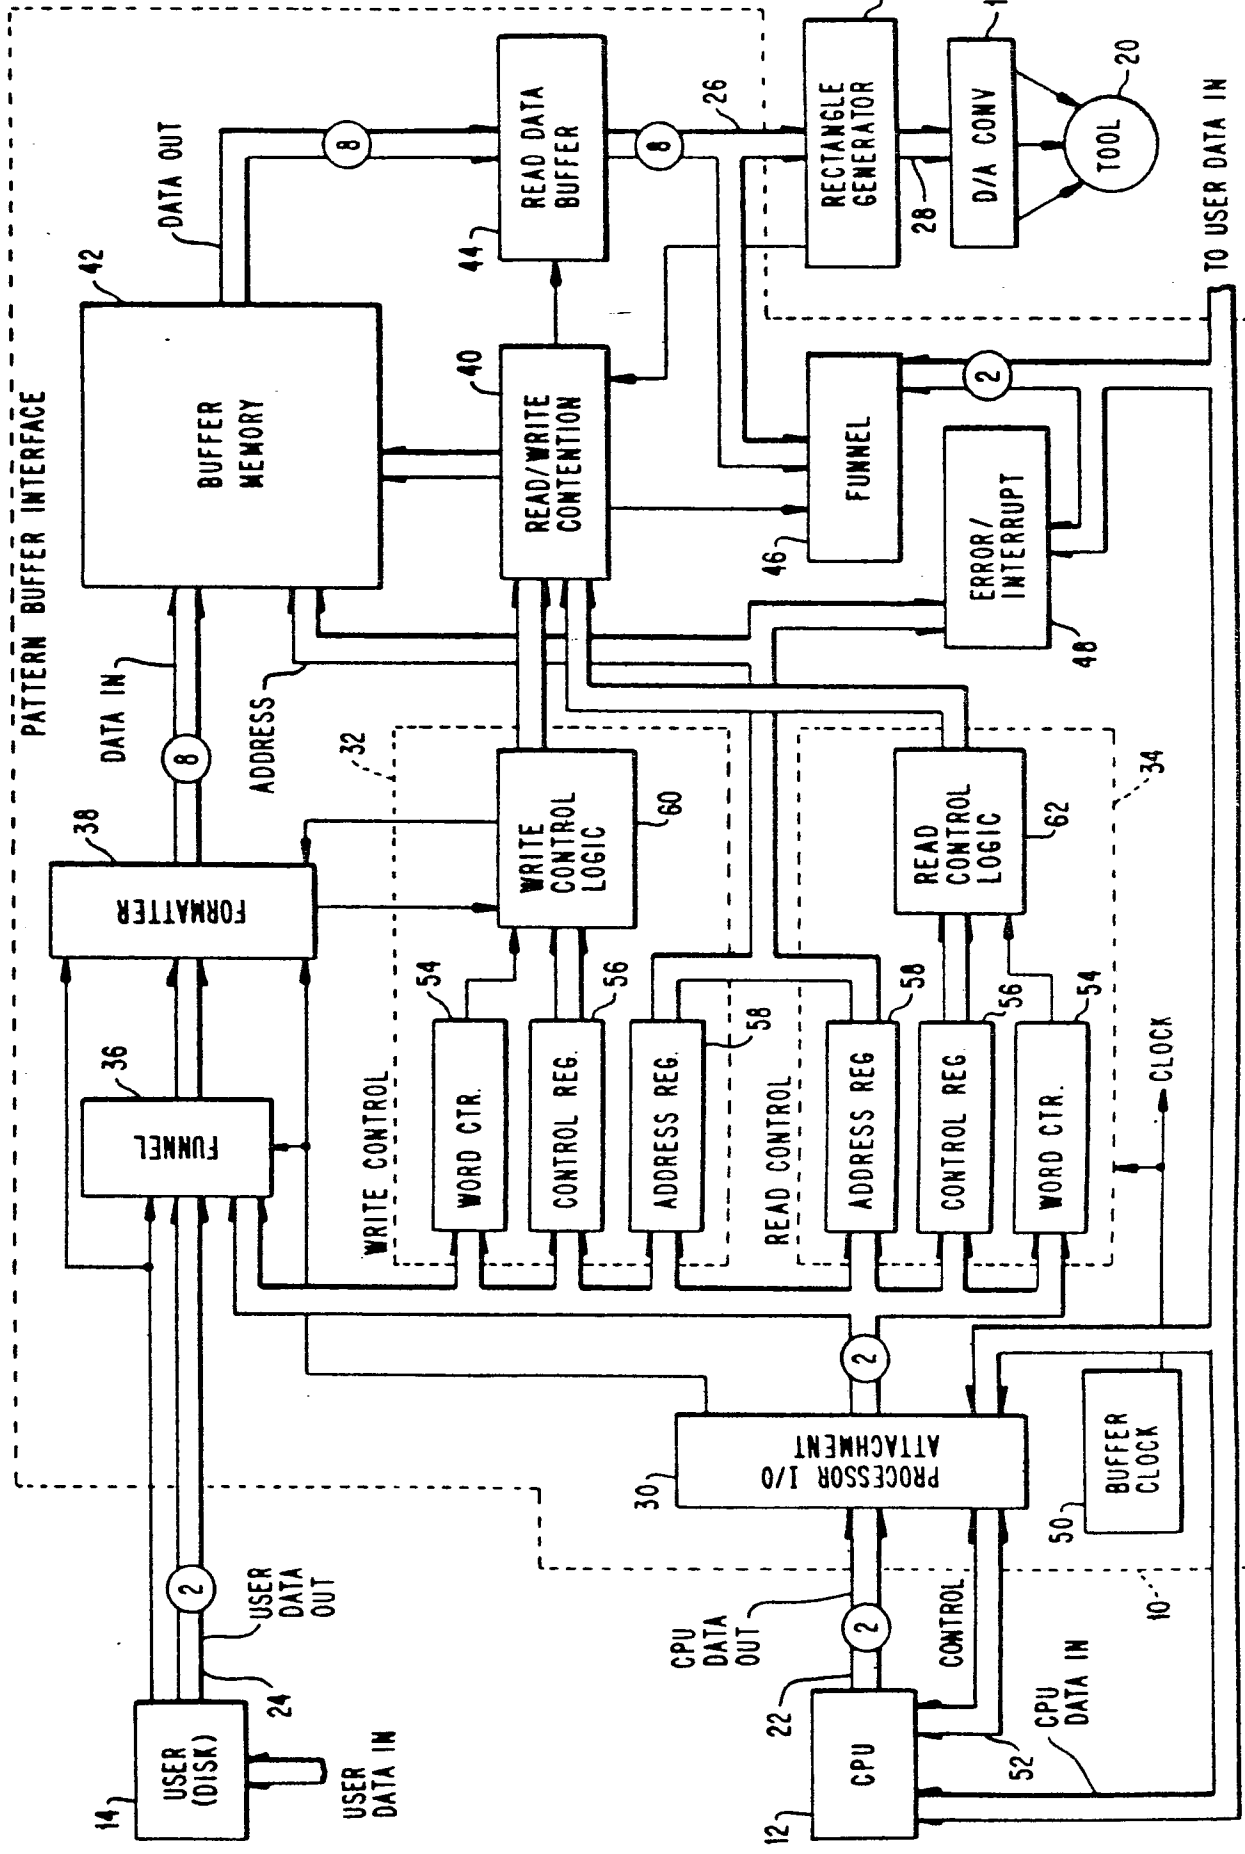 PATTERN BUFFER INTERFACE
14
USER
(DISK)
USER
DATA IN
24
2
USER
DATA
OUT
36
FUNNEL
38
FORMATTER
8
DATA IN
ADDRESS
42
BUFFER
MEMORY
DATA OUT
8
44
READ DATA
BUFFER
8
26
40
READ/WRITE
CONTENTION
WRITE CONTROL
32
WORD CTR.
54
CONTROL REG.
56
ADDRESS REG.
58
WRITE
CONTROL
LOGIC
60
READ CONTROL
34
ADDRESS REG
58
CONTROL REG
56
WORD CTR.
54
READ
CONTROL
LOGIC
62
46
FUNNEL
2
ERROR/
INTERRUPT
48
RECTANGLE
GENERATOR
28
D/A CONV
1
TOOL
20
TO USER DATA IN
12
CPU
22
CPU
DATA
OUT
2
CONTROL
52
CPU
DATA IN
10
30
PROCESSOR I/O
ATTACHMENT
2
50
BUFFER
CLOCK
CLOCK